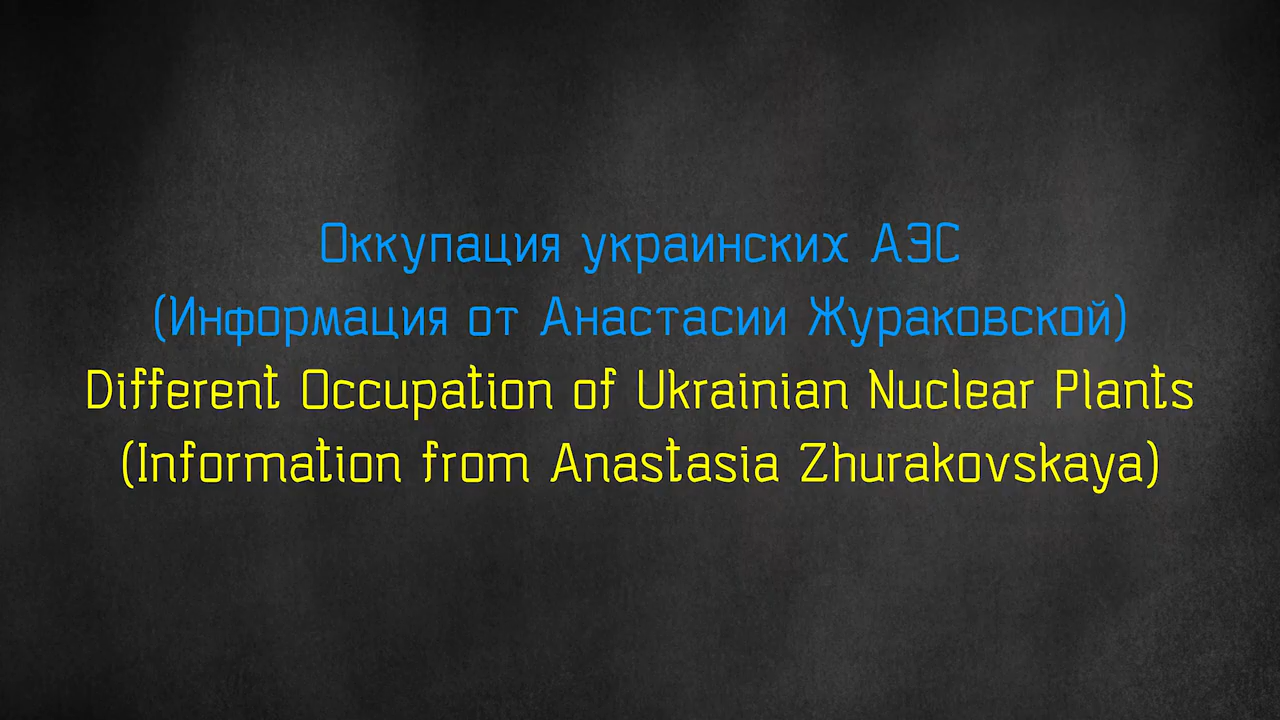 Оккупация украинских АЭС
(Информация от Анастасии Жураковской)
Different Occupation of Ukrainian Nuclear Plants
(Information from Anastasia Zhurakovskaya)